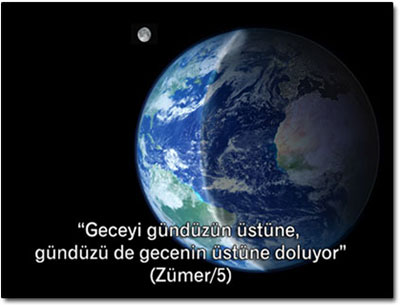 “Geceyi gündüzün üstüne,
gündüzü de gecenin üstüne doluyor”
(Zümer/5)